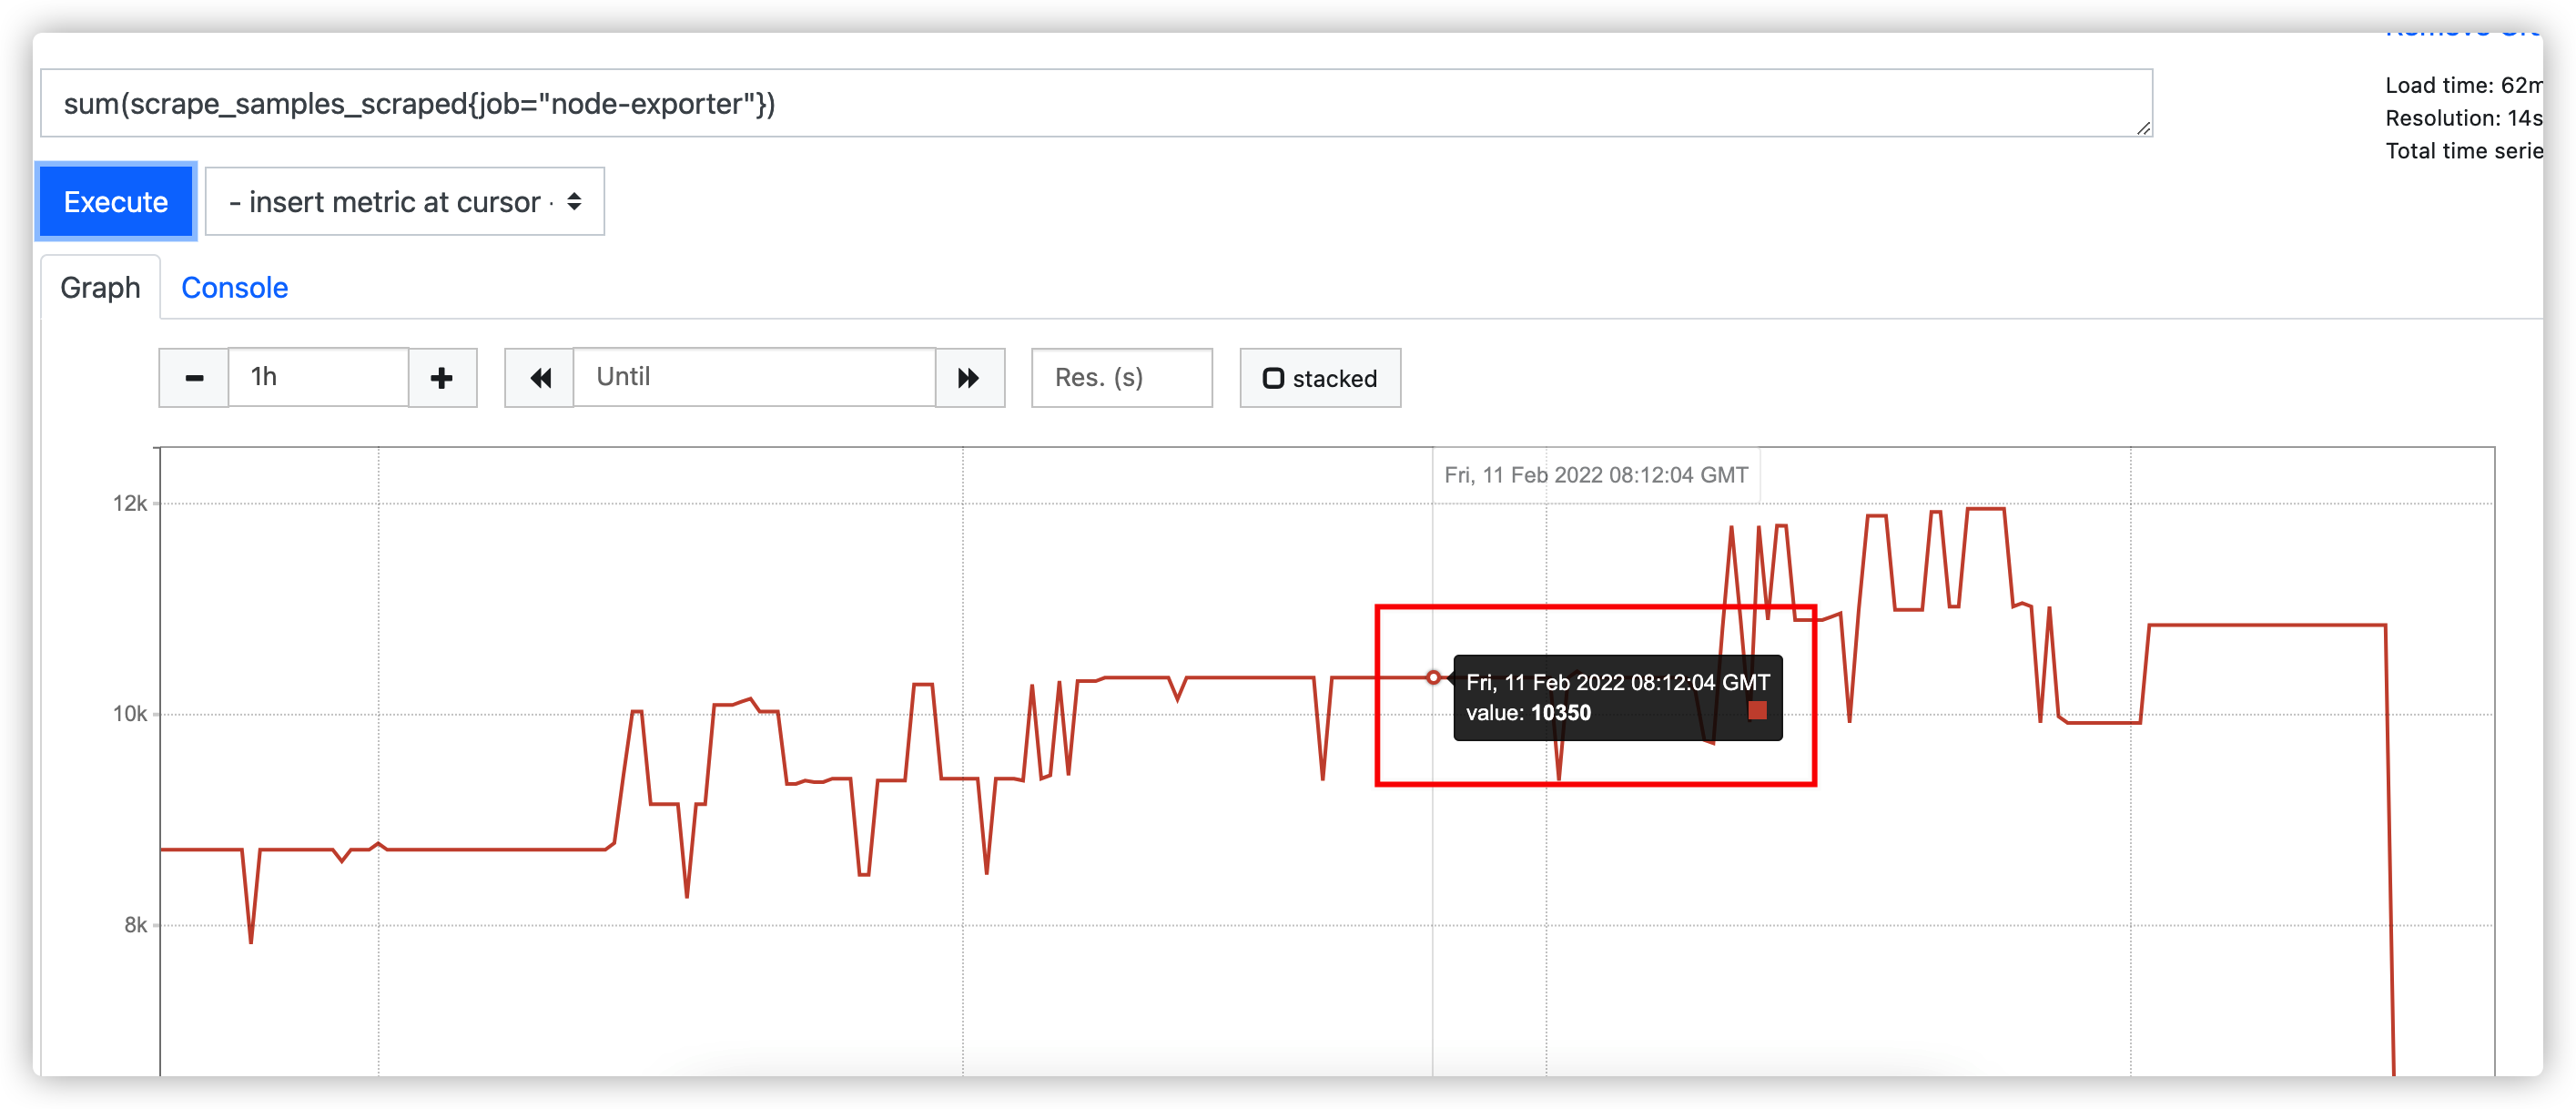 sum(scrape_samples_scraped{job="node-exporter"})
Load time: 62m
Resolution: 14s
Total time serie
Execute
- insert metric at cursor -
Graph
Console
1h
Until
Res. (s)
stacked
Fri, 11 Feb 2022 08:12:04 GMT
12k
10k
8k
Fri, 11 Feb 2022 08:12:04 GMT
value: 10350